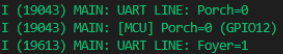 I (19043) MAIN: UART LINE: Porch=0
I (19043) MAIN: [MCU] Porch=0 (GPIO12)
I (19613) MAIN: UART LINE: Foyer=1